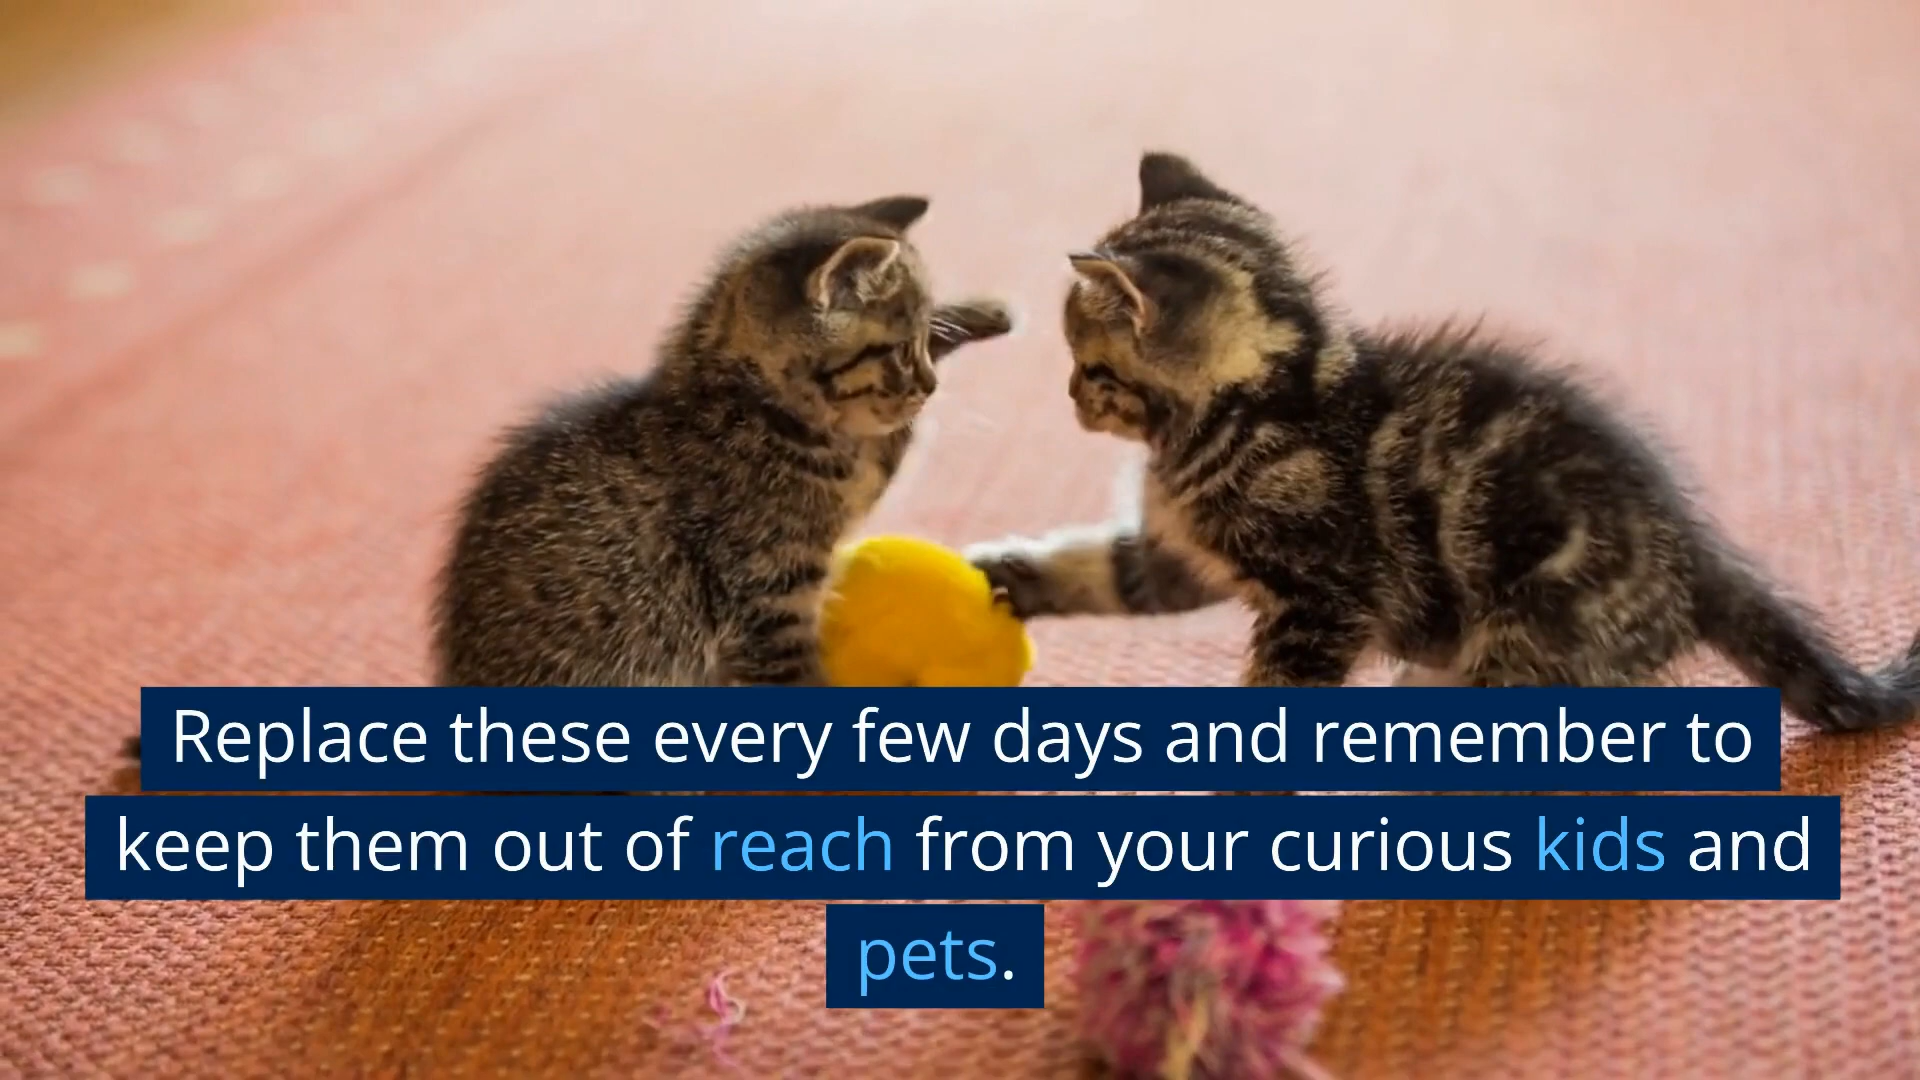 Replace these every few days and remember to
keep them out of reach from your curious kids and
pets.